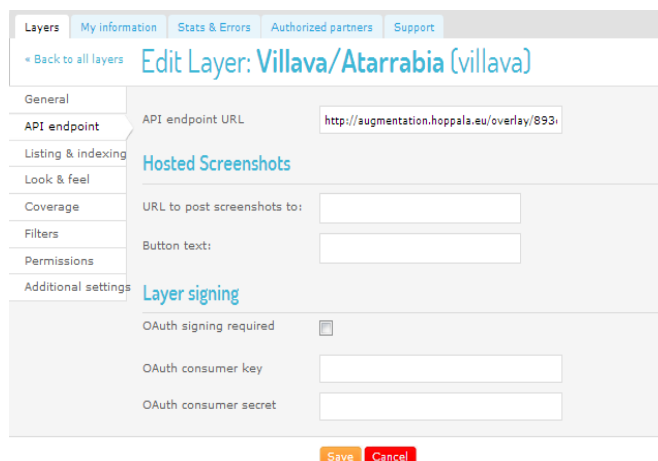 Layers My information Stats & Errors Authorized partners Support
« Back to all layers Edit Layer: Villava/Atarrabia (villava)
General
API endpoint
Listing & indexing
Look & feel
Coverage
Filters
Permissions
Additional settings
API endpoint URL http://augmentation.hoppala.eu/overlay/893
Hosted Screenshots
URL to post screenshots to:
Button text:
Layer signing
OAuth signing required
OAuth consumer key
OAuth consumer secret
Save Cancel